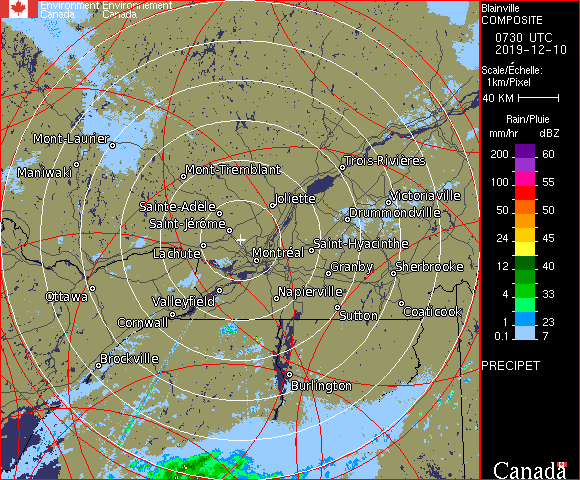 Environment Environnement
Canada Canada
Blainville
COMPOSITE
0730 UTC
2019-12-10
Scale/Échelle:
1km/Pixel
40 KM
Rain/Pluie
mm/hr dBZ
200 60
100 55
50 50
24 45
12 40
4 33
1 23
0.1 7
PRECIPET
Canada
Mont-Laurier
Maniwaki
Mont-Tremblant
Trois-Rivières
Sainte-Adèle
Joliette
Victoriaville
Drummondville
Saint-Jérôme
Lachute
Montréal
Saint-Hyacinthe
Granby
Sherbrooke
Ottawa
Valleyfield
Napierville
Cornwall
Sutton
Coaticook
Brockville
Burlington